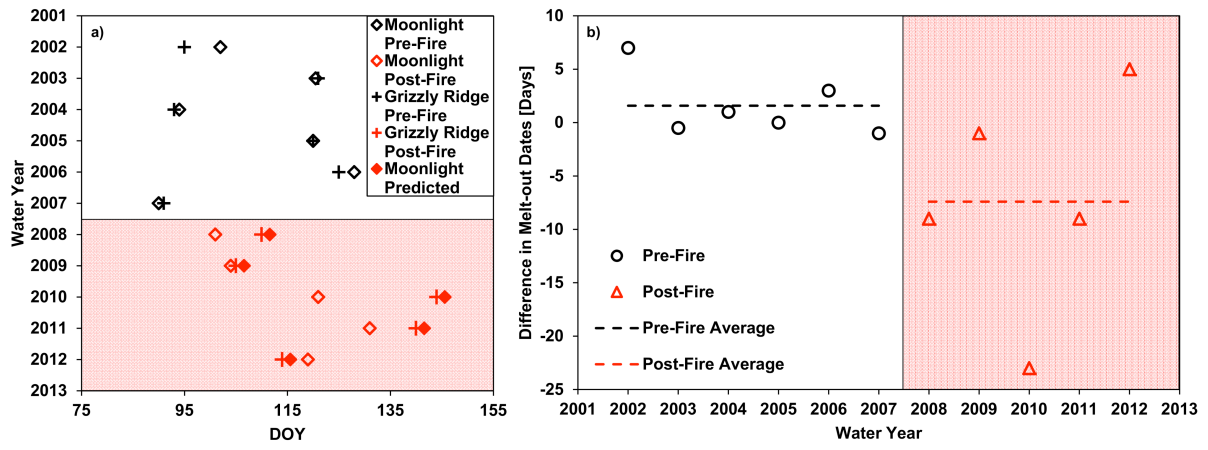 a)
Water Year
2001
2002
2003
2004
2005
2006
2007
2008
2009
2010
2011
2012
2013
75 95 115 135 155
DOY
Moonlight
Pre-Fire
Moonlight
Post-Fire
Grizzly Ridge
Pre-Fire
Grizzly Ridge
Post-Fire
Moonlight
Predicted
b)
Difference in Melt-out Dates [Days]
10
5
0
-5
-10
-15
-20
-25
Pre-Fire
Post-Fire
Pre-Fire Average
Post-Fire Average
2001 2002 2003 2004 2005 2006 2007 2008 2009 2010 2011 2012 2013
Water Year